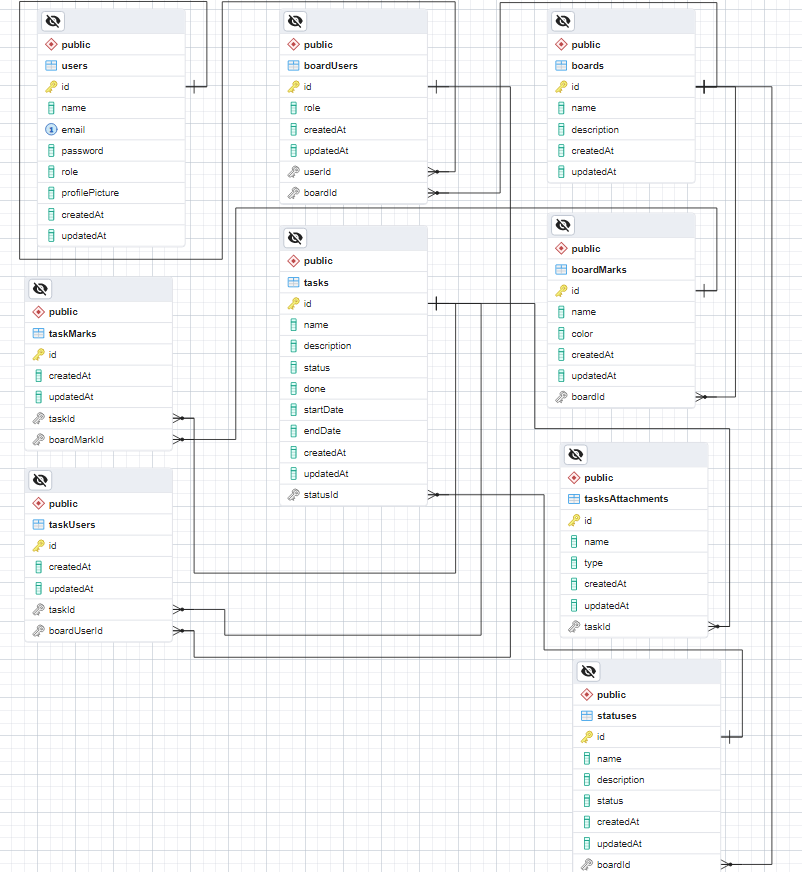 public
users
id
name
email
password
role
profilePicture
createdAt
updatedAt
public
boardUsers
id
role
createdAt
updatedAt
userId
boardId
public
boards
id
name
description
createdAt
updatedAt
public
taskMarks
id
createdAt
updatedAt
taskId
boardMarkId
public
tasks
id
name
description
status
done
startDate
endDate
createdAt
updatedAt
statusId
public
boardMarks
id
name
color
createdAt
updatedAt
boardId
public
taskUsers
id
createdAt
updatedAt
taskId
boardUserId
public
tasksAttachments
id
name
type
createdAt
updatedAt
taskId
public
statuses
id
name
description
status
createdAt
updatedAt
boardId